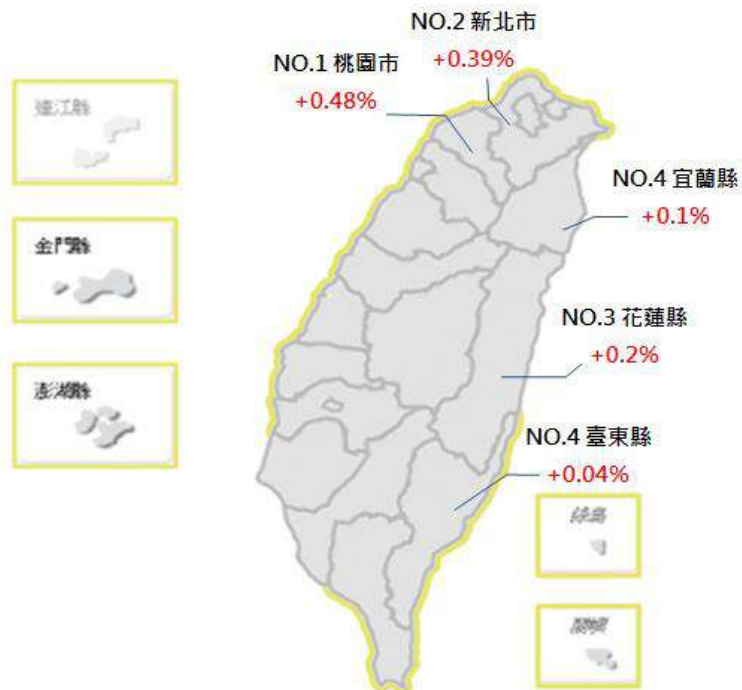 NO.2 新北市
+0.39%
NO.1 桃園市
+0.48%
連江縣
NO.4 宜蘭縣
+0.1%
金門縣
NO.3 花蓮縣
+0.2%
澎湖縣
NO.4 臺東縣
+0.04%
綠島
蘭嶼